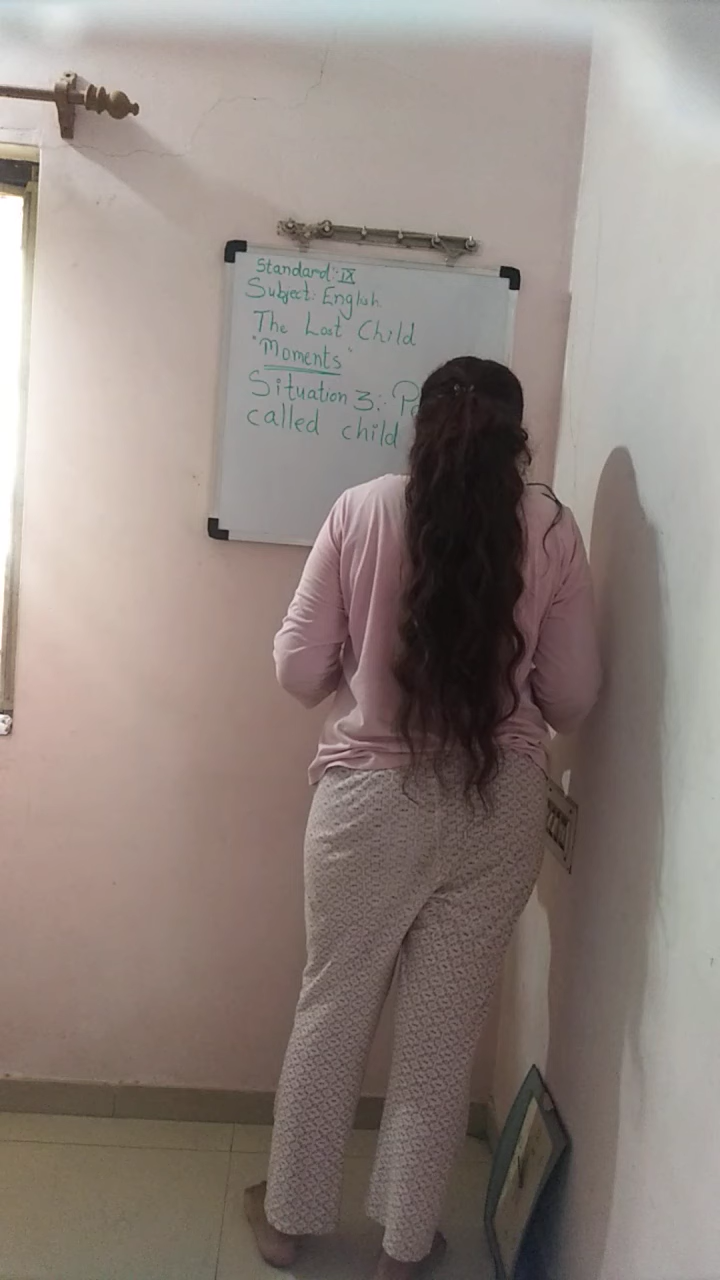 Standard: IX
Subject: English
The Lost Child
"Moments"
Situation 3:
called child